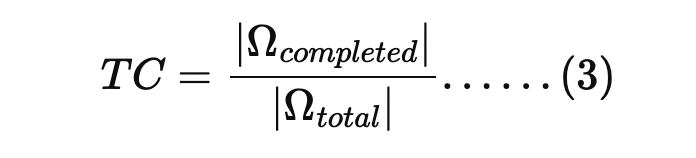 TC = |Ω_completed| / |Ω_total| ......(3)